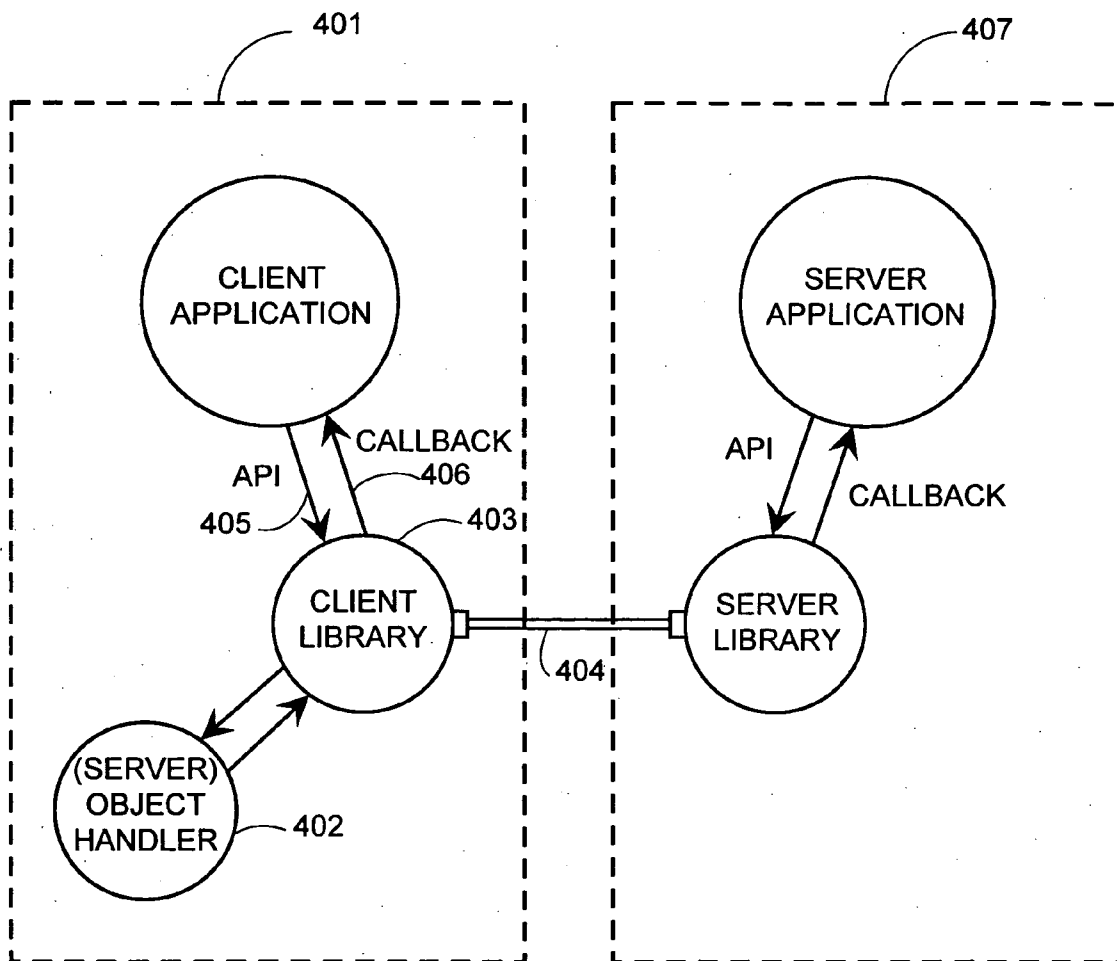 401
407
CLIENT
APPLICATION
SERVER
APPLICATION
CALLBACK
API
406
405
403
API
CALLBACK
CLIENT
LIBRARY
SERVER
LIBRARY
404
(SERVER)
OBJECT
HANDLER
402